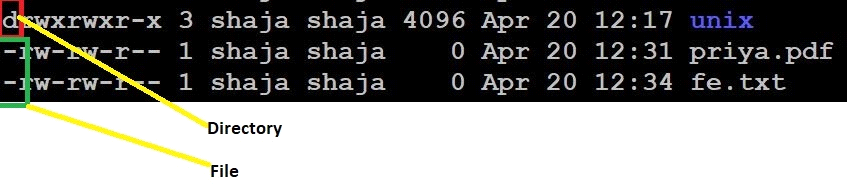 drwxrwxr-x 3 shaja shaja 4096 Apr 20 12:17 unix
-rw-rw-r-- 1 shaja shaja    0 Apr 20 12:31 priya.pdf
-rw-rw-r-- 1 shaja shaja    0 Apr 20 12:34 fe.txt
Directory
File